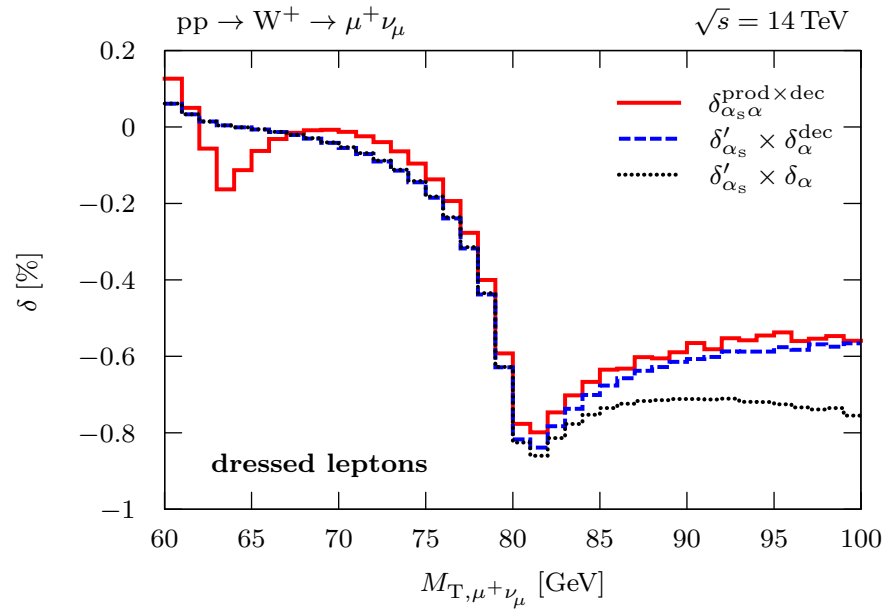 pp → W⁺ → μ⁺ν_μ √s = 14 TeV
δ^{prod×dec}_{α_sα}
δ′_{α_s} × δ^{dec}_α
δ′_{α_s} × δ_α
δ [%]
0.2
0
−0.2
−0.4
−0.6
−0.8
−1
dressed leptons
60 65 70 75 80 85 90 95 100
M_{T,μ⁺ν_μ} [GeV]